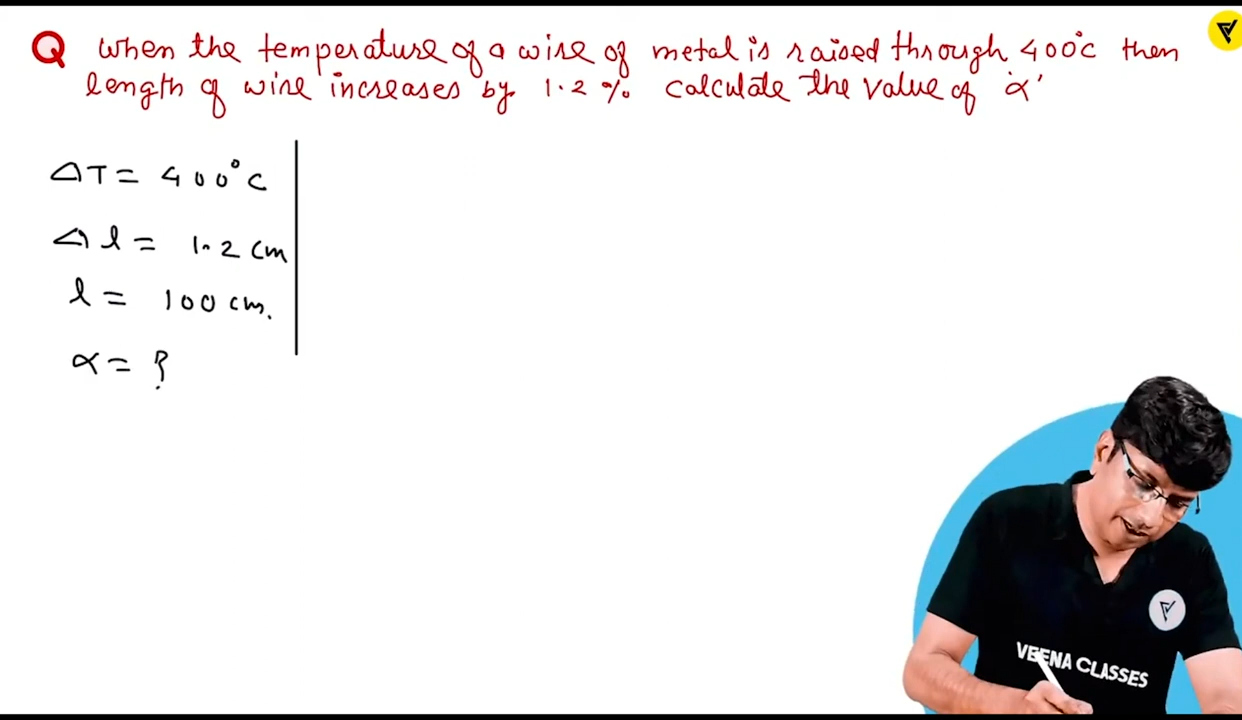 Q when the temperature of a wire of metal is raised through 400°C then
length of wire increases by 1.2 % calculate the value of 'α'
ΔT = 400°C
Δl = 1.2 cm
l = 100 cm.
α = ?
VEENA CLASSES